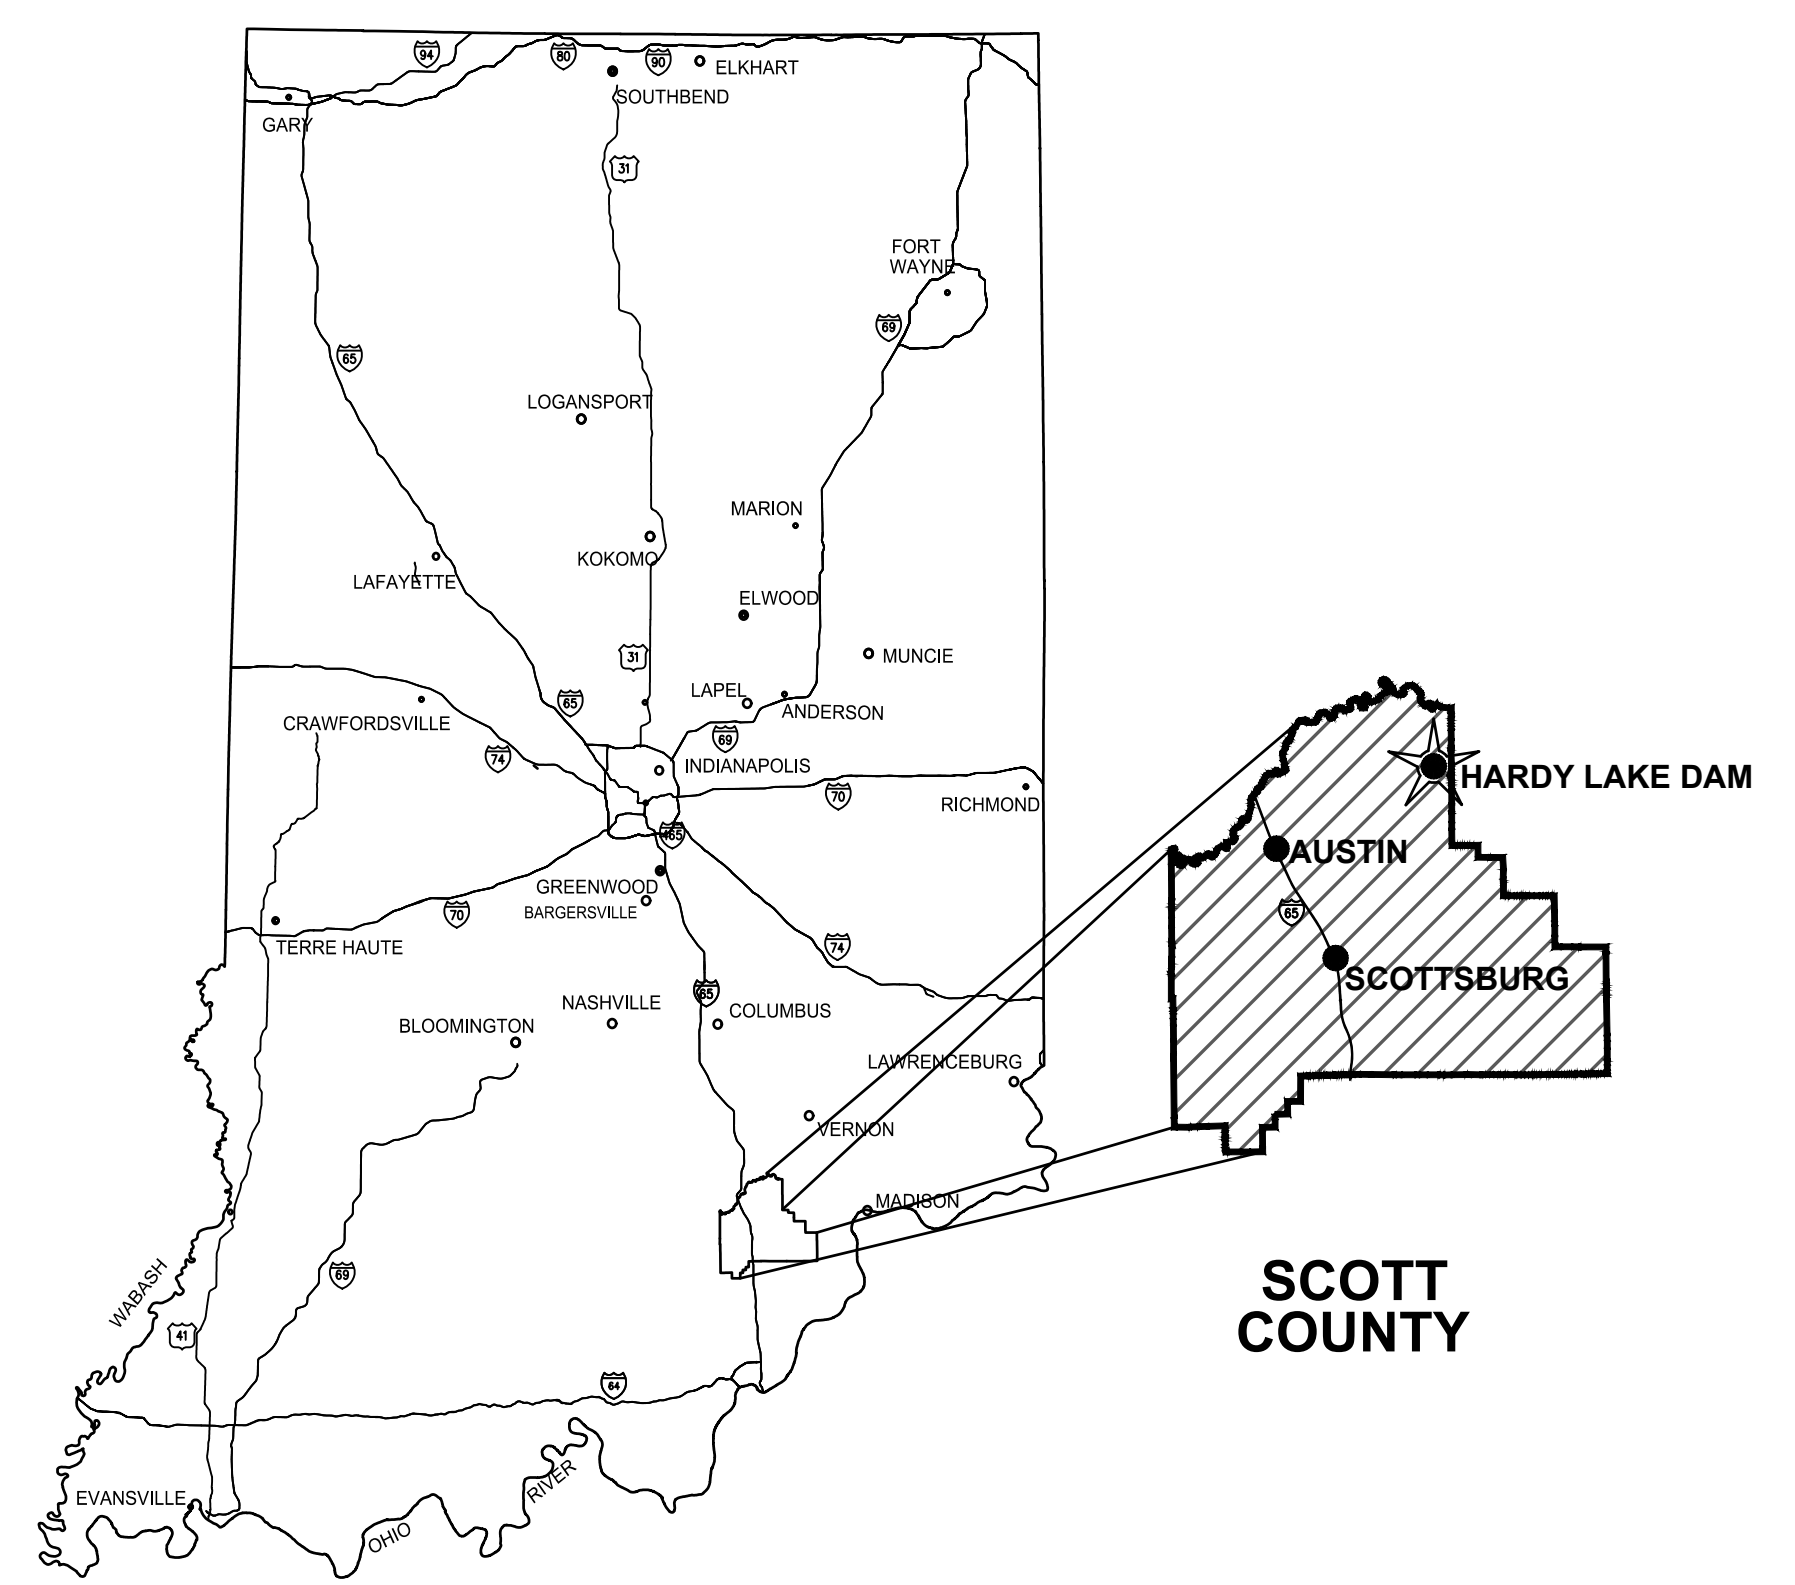 94
80
90
ELKHART
SOUTHBEND
GARY
31
FORT
WAYNE
69
65
LOGANSPORT
MARION
KOKOMO
LAFAYETTE
ELWOOD
31
MUNCIE
LAPEL
65
ANDERSON
CRAWFORDSVILLE
69
74
INDIANAPOLIS
HARDY LAKE DAM
70
RICHMOND
465
AUSTIN
GREENWOOD
70
BARGERSVILLE
65
TERRE HAUTE
74
SCOTTSBURG
65
NASHVILLE
COLUMBUS
BLOOMINGTON
LAWRENCEBURG
VERNON
MADISON
69
WABASH
SCOTT
COUNTY
41
64
RIVER
EVANSVILLE
OHIO